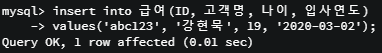 mysql> insert into 급여(ID, 고객명, 나이, 입사연도)
-> values('abc123', '강현묵', 19, '2020-03-02');
Query OK, 1 row affected (0.01 sec)